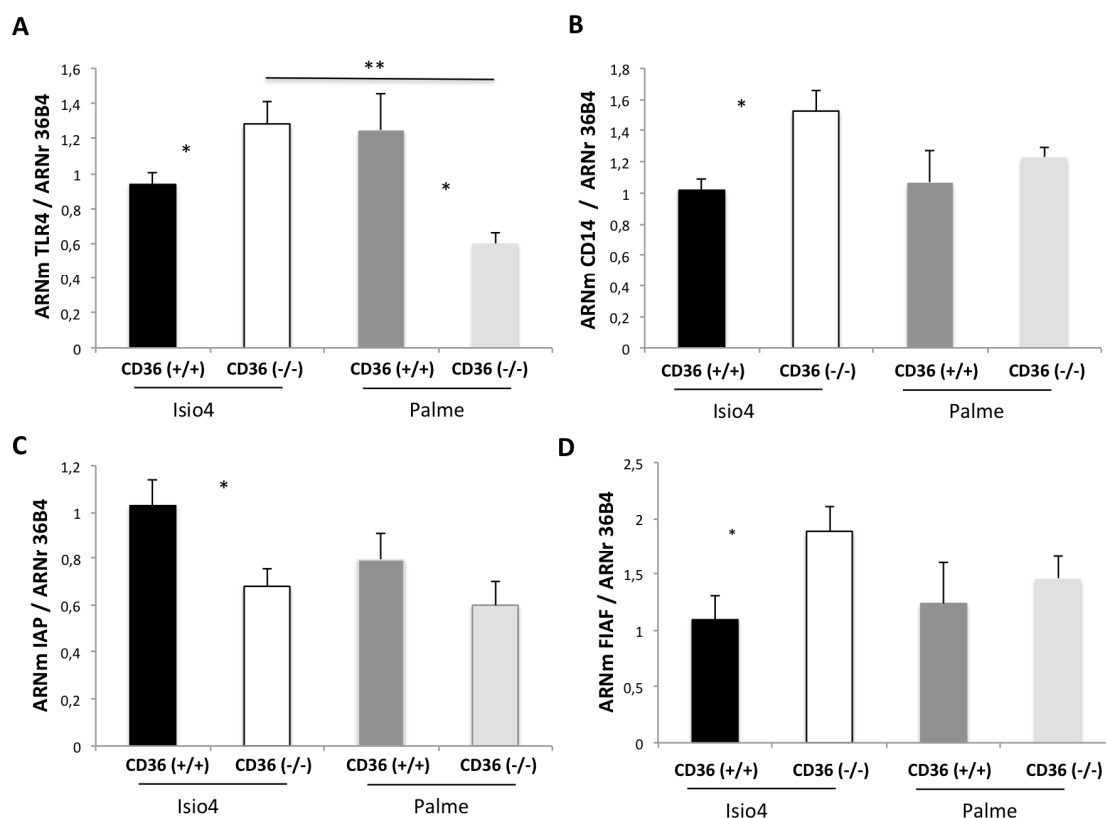 A
ARNm TLR4 / ARNr 36B4
1,6
1,4
1,2
1
0,8
0,6
0,4
0,2
0
*
**
*
CD36 (+/+) CD36 (-/-) CD36 (+/+) CD36 (-/-)
Isio4 Palme
B
ARNm CD14 / ARNr 36B4
1,8
1,6
1,4
1,2
1
0,8
0,6
0,4
0,2
0
*
CD36 (+/+) CD36 (-/-) CD36 (+/+) CD36 (-/-)
Isio4 Palme
C
ARNm IAP / ARNr 36B4
1,2
1
0,8
0,6
0,4
0,2
0
*
CD36 (+/+) CD36 (-/-) CD36 (+/+) CD36 (-/-)
Isio4 Palme
D
ARNm FIAF / ARNr 36B4
2,5
2
1,5
1
0,5
0
*
CD36 (+/+) CD36 (-/-) CD36 (+/+) CD36 (-/-)
Isio4 Palme